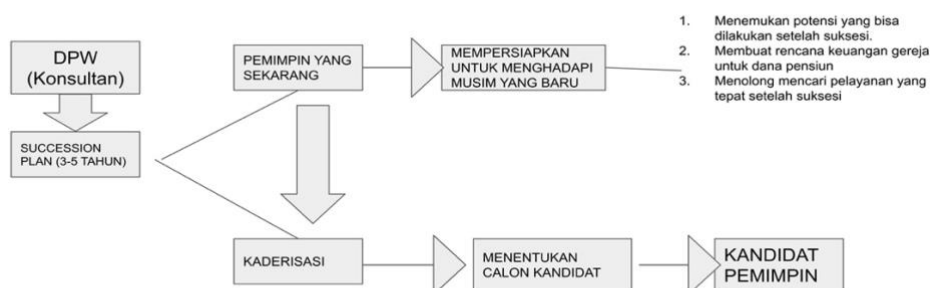 DPW
(Konsultan)
SUCCESSION
PLAN (3-5 TAHUN)
PEMIMPIN YANG
SEKARANG
MEMPERSIAPKAN
UNTUK MENGHADAPI
MUSIM YANG BARU
1. Menemukan potensi yang bisa
dilakukan setelah suksesi.
2. Membuat rencana keuangan gereja
untuk dana pensiun
3. Menolong mencari pelayanan yang
tepat setelah suksesi
KADERISASI
MENENTUKAN
CALON KANDIDAT
KANDIDAT
PEMIMPIN